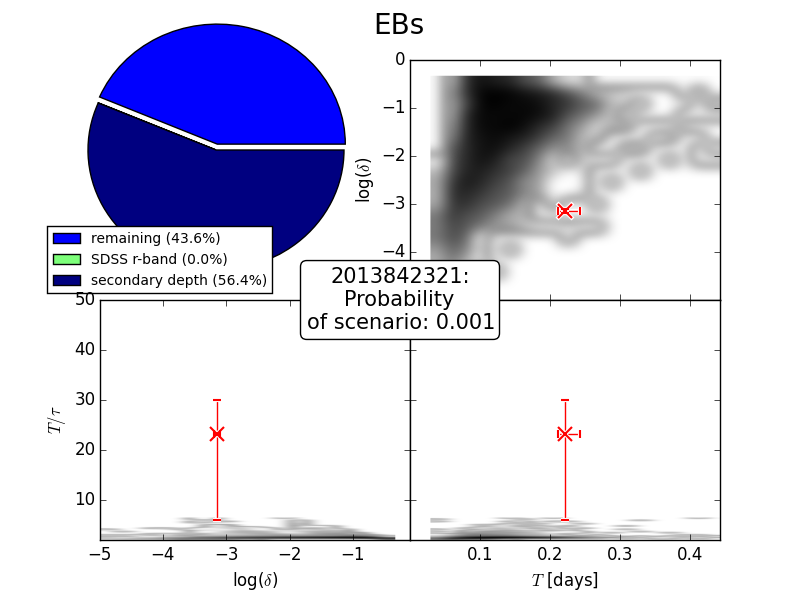 EBs
remaining (43.6%)
SDSS r-band (0.0%)
secondary depth (56.4%)
0
−1
−2
−3
−4
log(δ)
2013842321:
Probability
of scenario: 0.001
50
40
30
20
10
T/τ
−5 −4 −3 −2 −1
log(δ)
0.1 0.2 0.3 0.4
T [days]